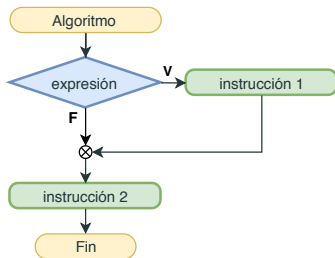 Algoritmo
expresión
V
instrucción 1
F
instrucción 2
Fin